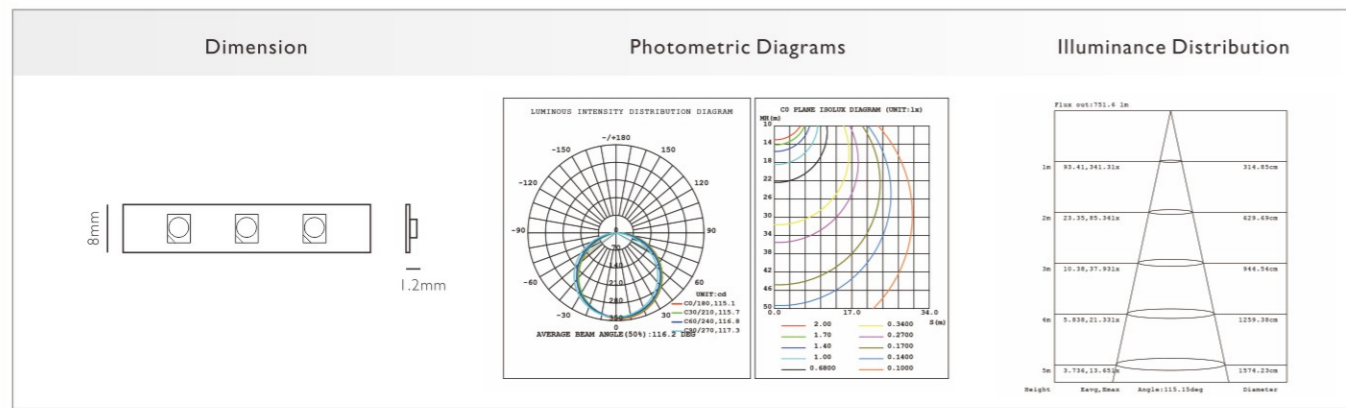 Dimension
Photometric Diagrams
Illuminance Distribution
8mm
1.2mm
LUMINOUS INTENSITY DISTRIBUTION DIAGRAM
-/+180
-150
150
-120
120
-90
90
-60
60
-30
30
0
0
70
140
210
280
350
UNIT:cd
C0/180,115.1
C30/210,115.7
C60/240,116.8
C90/270,117.3
AVERAGE BEAM ANGLE(50%):116.2 DEG
C0 PLANE ISOLUX DIAGRAM (UNIT:lx)
MH(m)
10
14
18
22
26
30
34
38
42
46
50
0.0
17.0
34.0
S(m)
2.00
0.3400
1.70
0.2700
1.40
0.1700
1.00
0.1400
0.6800
0.1000
Flux out:751.6 lm
1m
93.41,341.3lx
314.85cm
2m
23.35,85.34lx
629.69cm
3m
10.38,37.93lx
944.54cm
4m
5.838,21.33lx
1259.38cm
5m
3.736,13.65lx
1574.23cm
Height
Eavg,Emax
Angle:115.15deg
Diameter